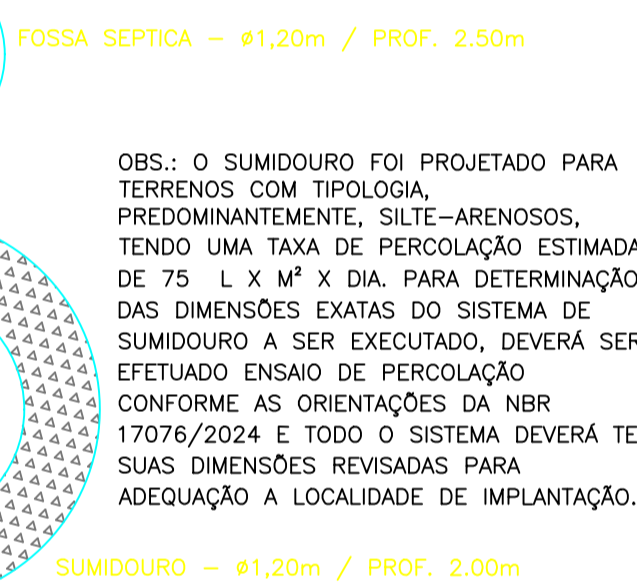 FOSSA SEPTICA – ø1,20m / PROF. 2.50m
OBS.: O SUMIDOURO FOI PROJETADO PARA
TERRENOS COM TIPOLOGIA,
PREDOMINANTEMENTE, SILTE–ARENOSOS,
TENDO UMA TAXA DE PERCOLAÇÃO ESTIMADA
DE 75 L X M² X DIA. PARA DETERMINAÇÃO
DAS DIMENSÕES EXATAS DO SISTEMA DE
SUMIDOURO A SER EXECUTADO, DEVERÁ SER
EFETUADO ENSAIO DE PERCOLAÇÃO
CONFORME AS ORIENTAÇÕES DA NBR
17076/2024 E TODO O SISTEMA DEVERÁ TE
SUAS DIMENSÕES REVISADAS PARA
ADEQUAÇÃO A LOCALIDADE DE IMPLANTAÇÃO.
SUMIDOURO – ø1,20m / PROF. 2.00m